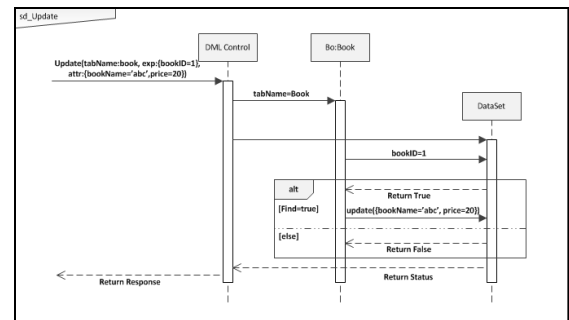 sd_Update
DML Control
Bo:Book
Update(tabName:book, exp:{bookID=1},
attr:{bookName='abc',price=20})
tabName=Book
DataSet
bookID=1
alt
Return True
[Find=true]
update({bookName='abc', price=20})
[else]
Return False
Return Status
Return Response